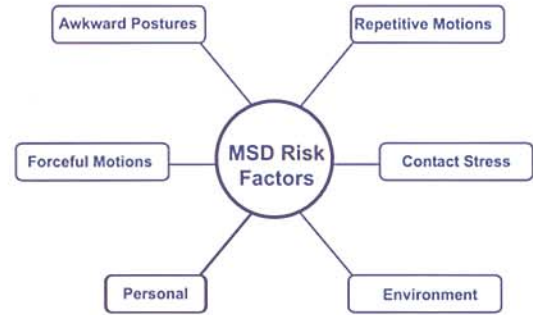 Awkward Postures
Repetitive Motions
Forceful Motions
MSD Risk
Factors
Contact Stress
Personal
Environment